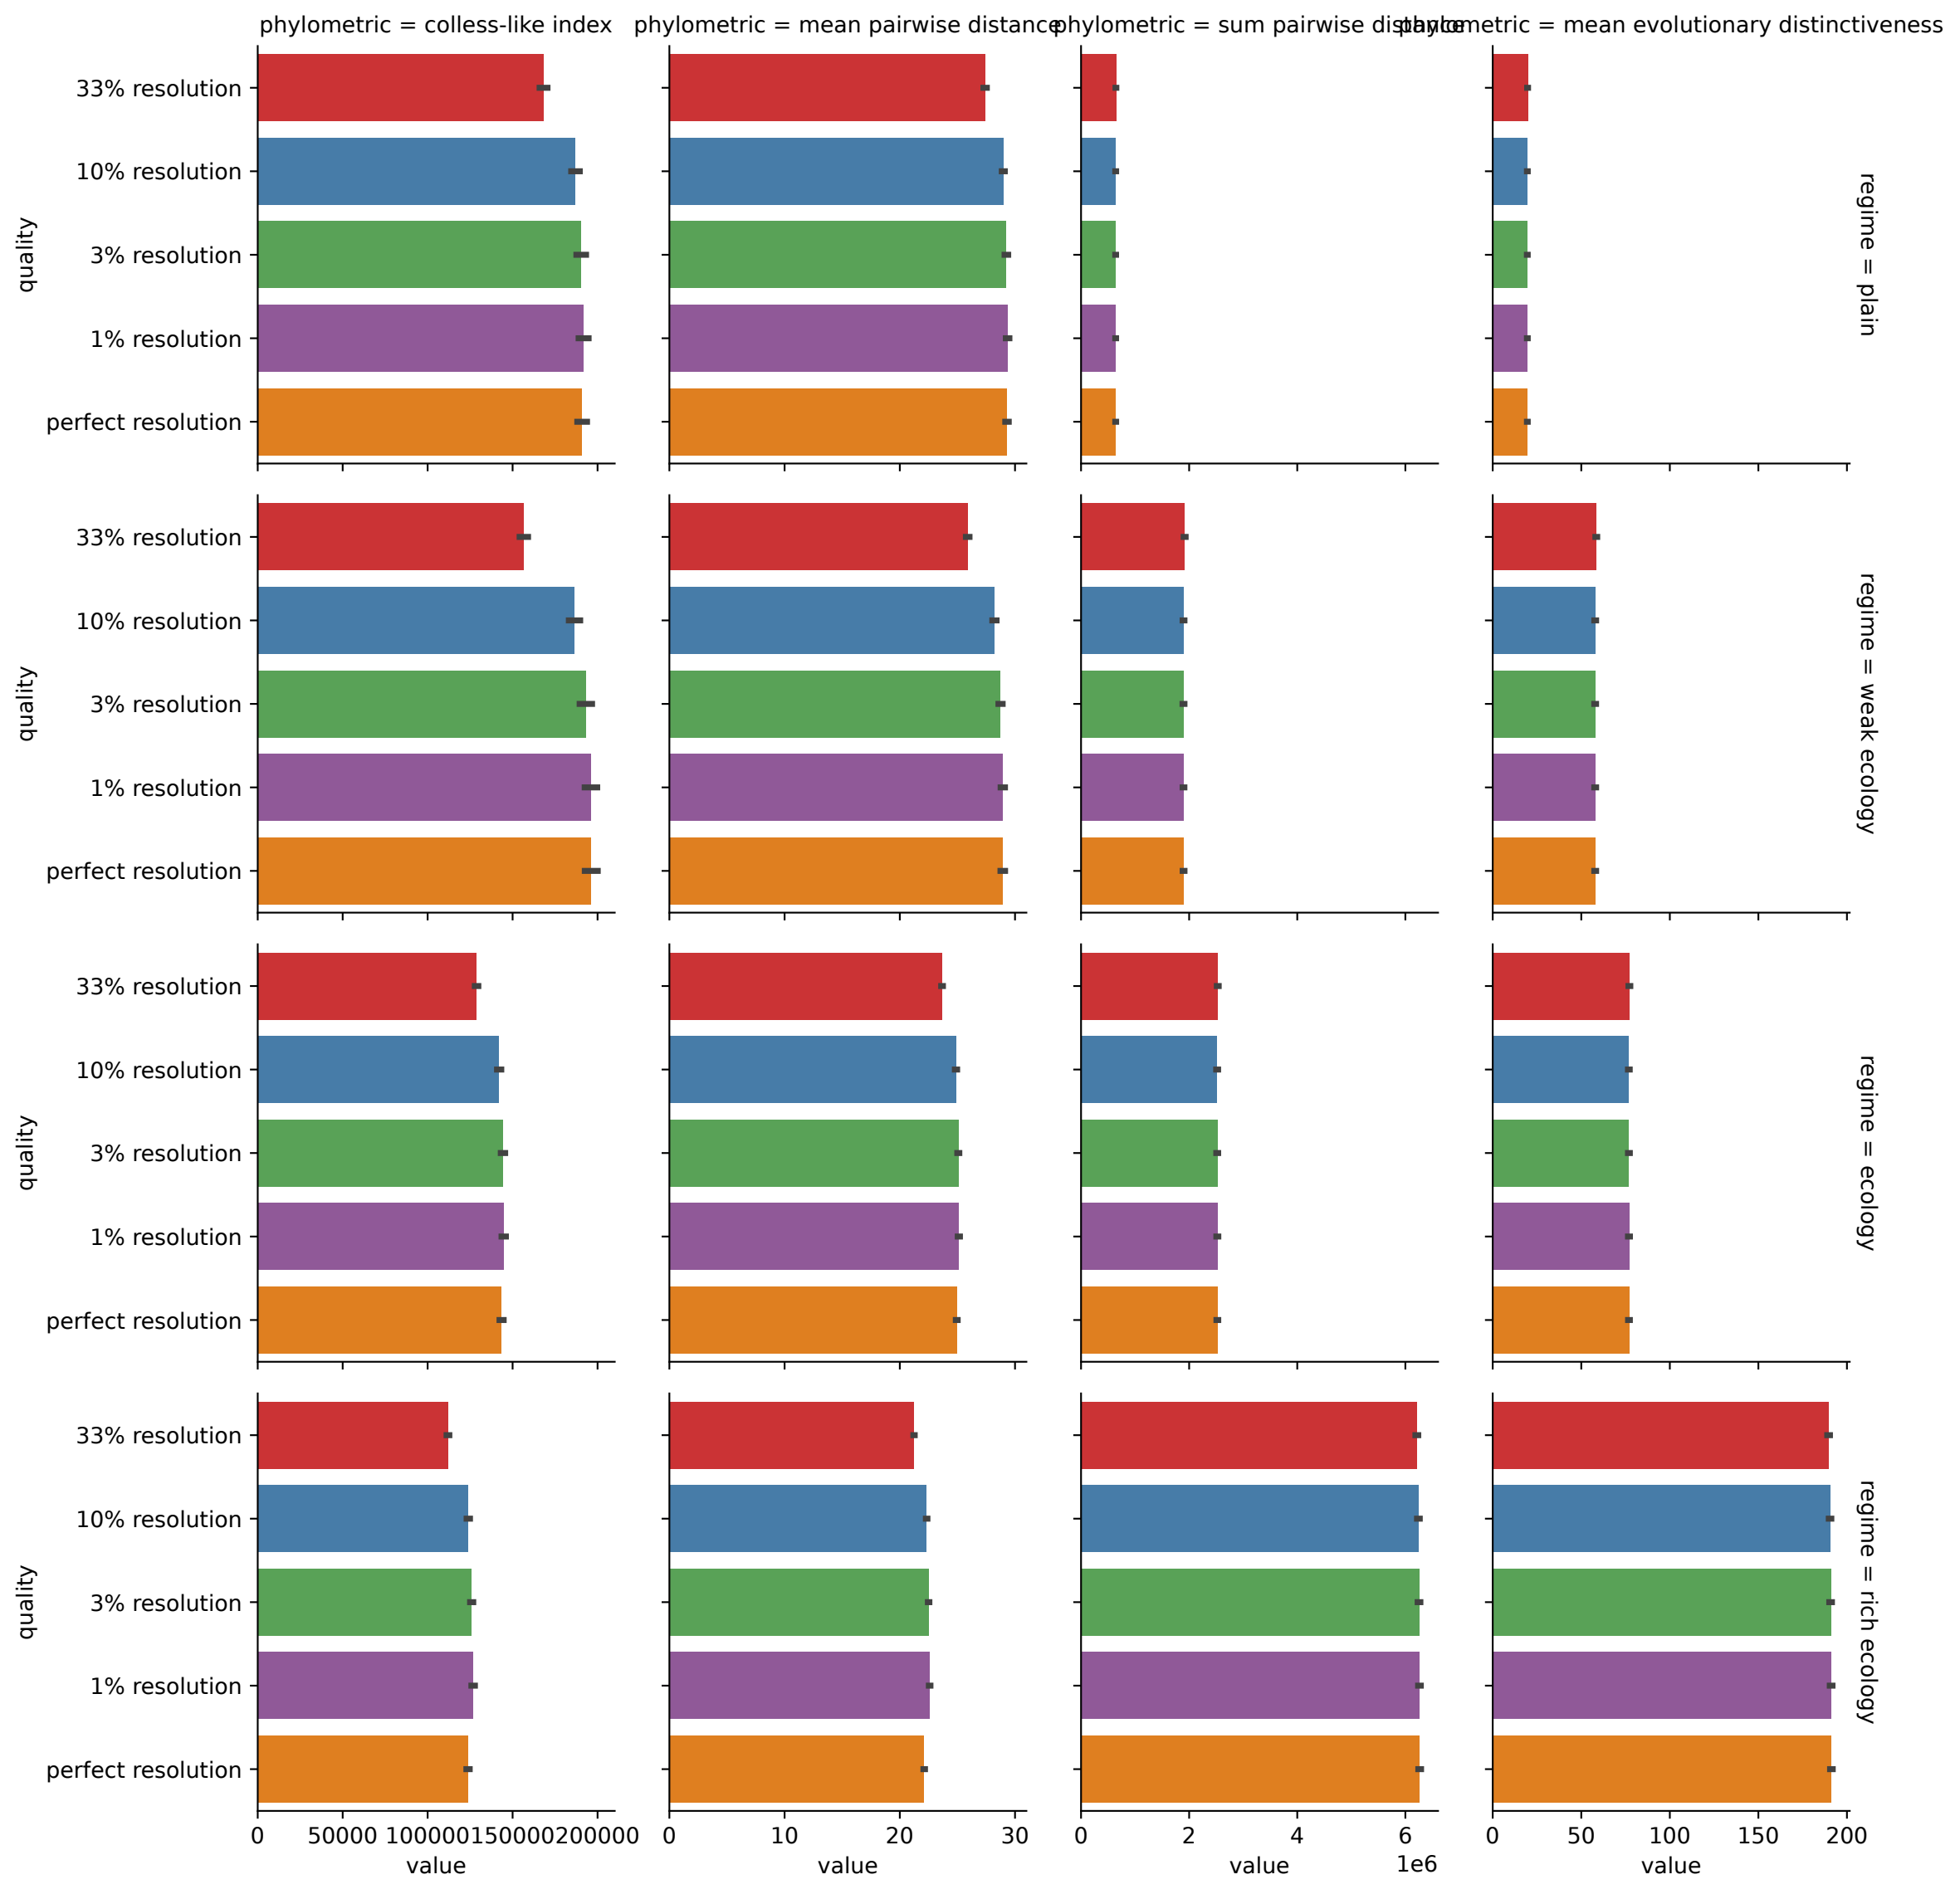 phylometric = colless-like index
phylometric = mean pairwise distance
phylometric = sum pairwise distance
phylometric = mean evolutionary distinctiveness
quality
33% resolution
10% resolution
3% resolution
1% resolution
perfect resolution
regime = plain
quality
33% resolution
10% resolution
3% resolution
1% resolution
perfect resolution
regime = weak ecology
quality
33% resolution
10% resolution
3% resolution
1% resolution
perfect resolution
regime = ecology
quality
33% resolution
10% resolution
3% resolution
1% resolution
perfect resolution
regime = rich ecology
0 50000 100000 150000 200000
value
0 10 20 30
value
0 2 4 6
1e6
value
0 50 100 150 200
value